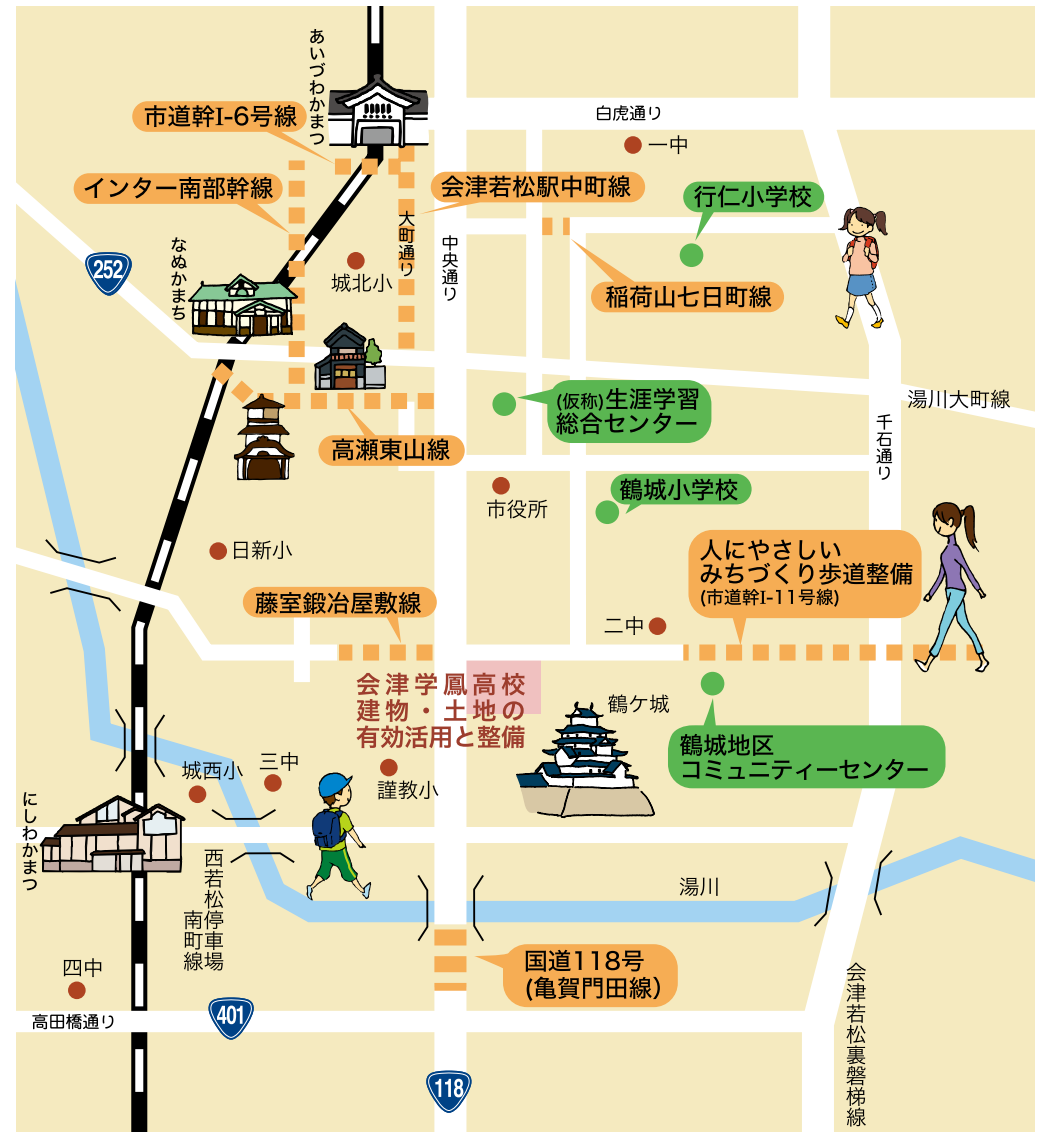 あいづわかまつ
市道幹I-6号線
白虎通り
一中
インター南部幹線
会津若松駅中町線
行仁小学校
大町通り
中央通り
なぬかまち
252
城北小
稲荷山七日町線
(仮称)生涯学習
総合センター
湯川大町線
千石通り
高瀬東山線
市役所
鶴城小学校
日新小
人にやさしい
みちづくり歩道整備
(市道幹I-11号線)
藤室鍛冶屋敷線
二中
会津学鳳高校
建物・土地の
有効活用と整備
鶴ケ城
鶴城地区
コミュニティーセンター
城西小
三中
謹教小
にしわかまつ
西若松停車場
南町線
湯川
国道118号
(亀賀門田線)
四中
会津若松裏磐梯線
401
高田橋通り
118